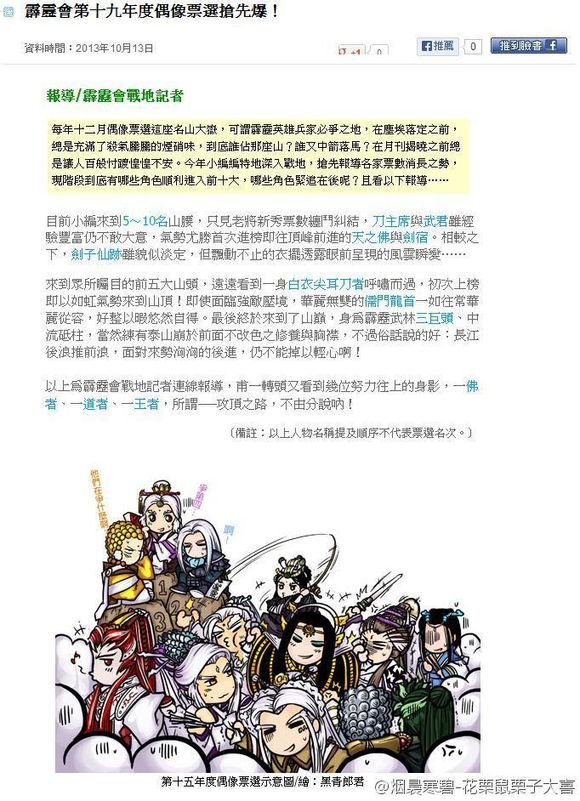 霹靂會第十九年度偶像票選搶先爆！
資料時間：2013年10月13日
+1 0
推薦 0 推到臉書
報導/霹靂會戰地記者
每年十二月偶像票選這座名山大嶽，可謂霹靂英雄兵家必爭之地，在塵埃落定之前，
總是充滿了殺氣騰騰的煙硝味，到底誰佔那座山？誰又中箭落馬？在月刊揭曉之前總
是讓人百般忖踱惶惶不安。今年小編編特地深入戰地，搶先報導各家票數消長之勢，
現階段到底有哪些角色順利進入前十大，哪些角色緊追在後呢？且看以下報導……
目前小編來到5～10名山腰，只見老將新秀票數纏鬥糾結，刀主席與武君雖經
驗豐富仍不敢大意，氣勢尤勝首次進榜即往頂峰前進的天之佛與劍宿。相較之
下，劍子仙跡雖貌似淡定，但飄動不止的衣襬透露眼前呈現的風雲瞬變……
來到眾所矚目的前五大山頭，遠遠看到一身白衣尖耳刀者呼嘯而過，初次上榜
即以如虹氣勢來到山頂！即使面臨強敵壓境，華麗無雙的儒門龍首一如往常華
麗從容，好整以暇悠然自得。最後終於來到了山巔，身為霹靂武林三巨頭、中
流砥柱，當然練有泰山崩於前面不改色之修養與胸襟，不過俗話說的好：長江
後浪推前浪，面對來勢洶洶的後進，仍不能掉以輕心啊！
以上為霹靂會戰地記者連線報導，甫一轉頭又看到幾位努力往上的身影，一佛
者、一道者、一王者，所謂──攻頂之路，不由分說吶！
〔備註：以上人物名稱提及順序不代表票選名次。〕
他們在爭什麼啊
爭第四…
啊！
1
2
第十五年度偶像票選示意圖/繪：黑青郎君
@烟晨寒碧-花栗鼠栗子大喜